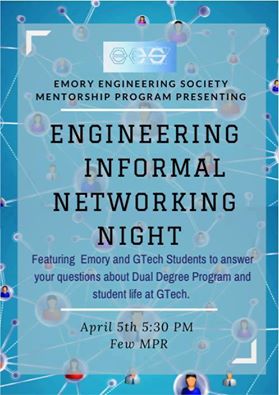 EMORY ENGINEERING SOCIETY
MENTORSHIP PROGRAM PRESENTING
ENGINEERING
INFORMAL
NETWORKING
NIGHT
Featuring Emory and GTech Students to answer
your questions about Dual Degree Program and
student life at GTech.
April 5th 5:30 PM
Few MPR